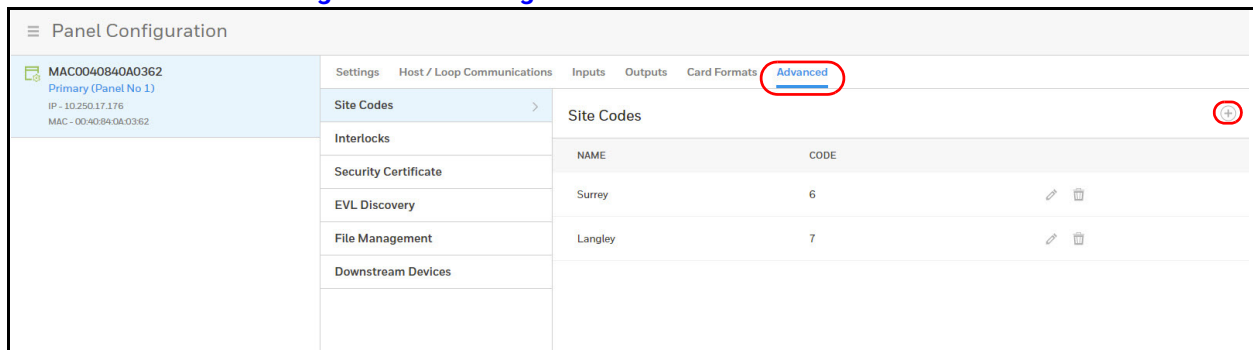 Panel Configuration
MAC0040840A0362
Primary (Panel No 1)
IP - 10.250.17.176
MAC - 00:40:84:0A:03:62
Settings Host / Loop Communications Inputs Outputs Card Formats Advanced
Site Codes
Interlocks
Security Certificate
EVL Discovery
File Management
Downstream Devices
Site Codes
NAME CODE
Surrey 6
Langley 7